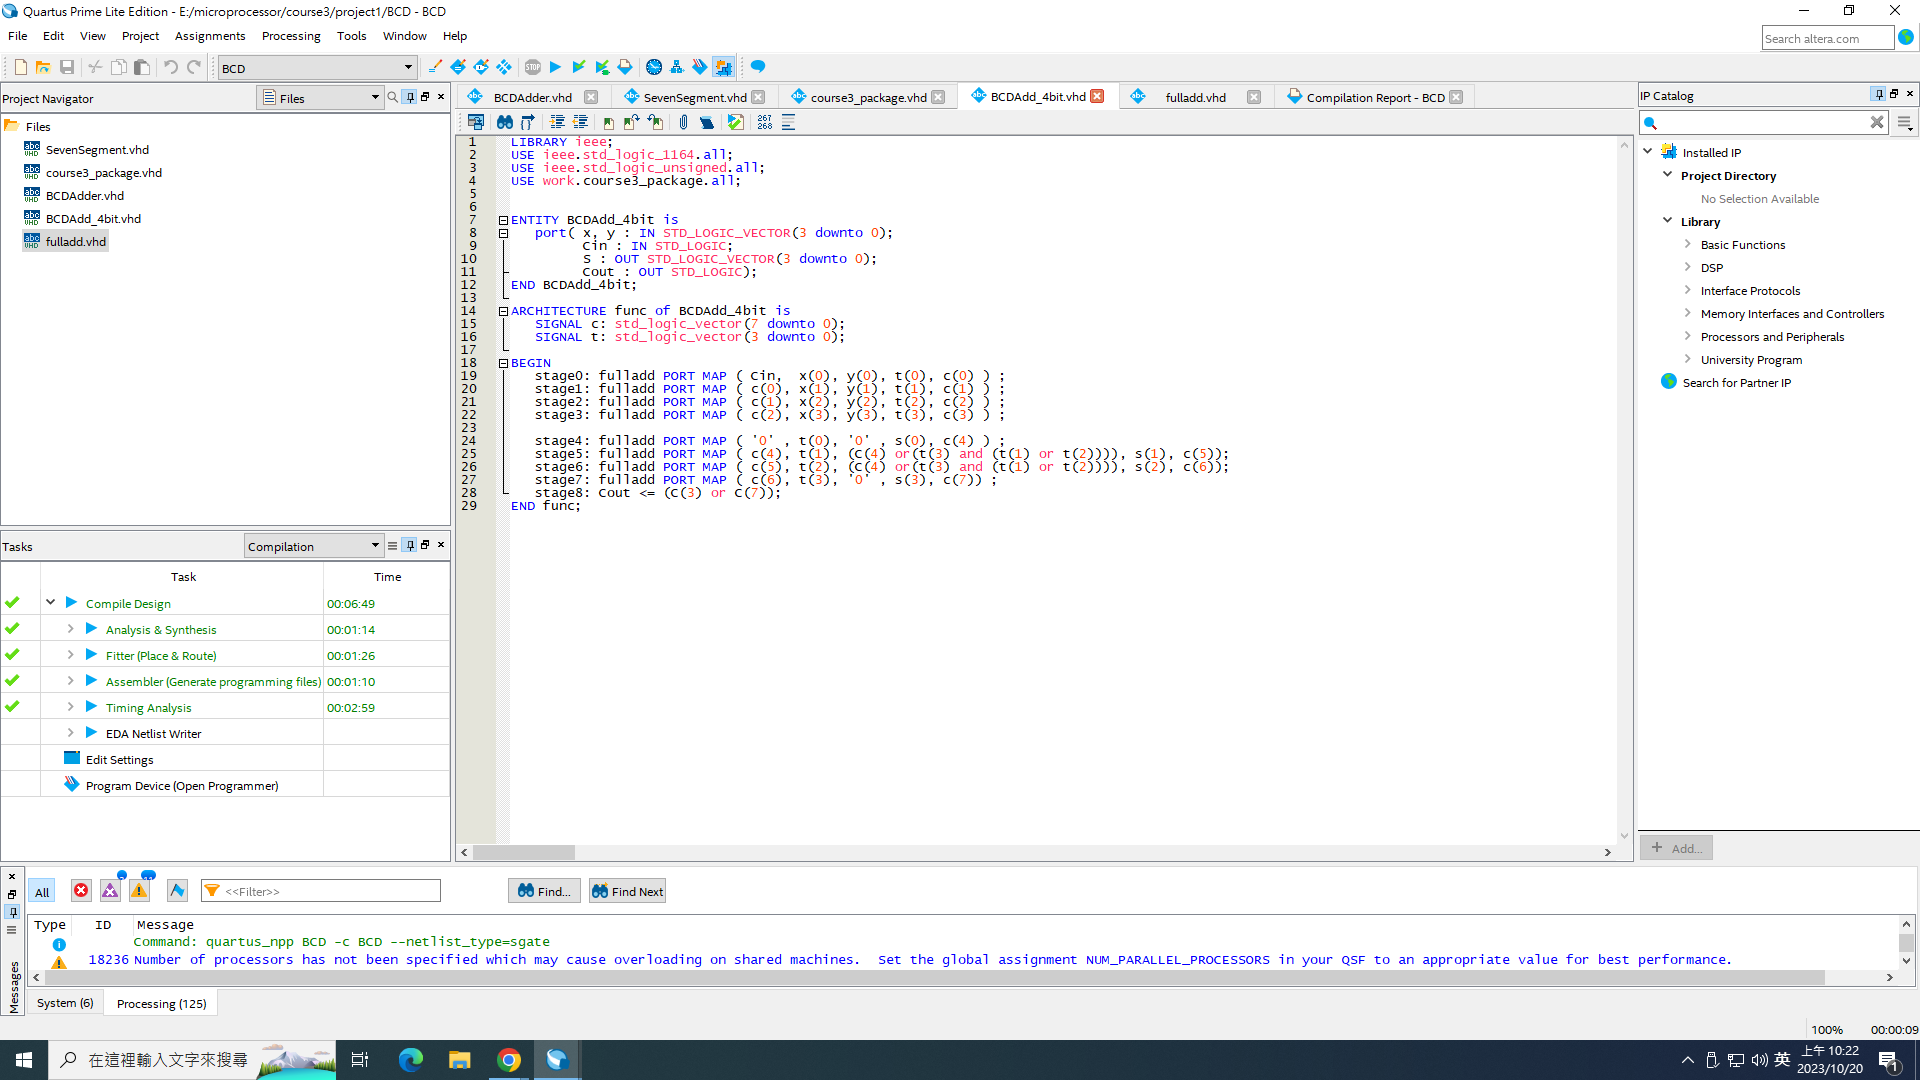 Quartus Prime Lite Edition - E:/microprocessor/course3/project1/BCD - BCD
File Edit View Project Assignments Processing Tools Window Help
Search altera.com
BCD
STOP
Project Navigator
Files
BCDAdder.vhd
SevenSegment.vhd
course3_package.vhd
BCDAdd_4bit.vhd
fulladd.vhd
Compilation Report - BCD
IP Catalog
267
268
Files
SevenSegment.vhd
course3_package.vhd
BCDAdder.vhd
BCDAdd_4bit.vhd
fulladd.vhd
1 LIBRARY ieee;
2 USE ieee.std_logic_1164.all;
3 USE ieee.std_logic_unsigned.all;
4 USE work.course3_package.all;
5
6
7 ENTITY BCDAdd_4bit is
8 port( x, y : IN STD_LOGIC_VECTOR(3 downto 0);
9 Cin : IN STD_LOGIC;
10 S : OUT STD_LOGIC_VECTOR(3 downto 0);
11 Cout : OUT STD_LOGIC);
12 END BCDAdd_4bit;
13
14 ARCHITECTURE func of BCDAdd_4bit is
15 SIGNAL c: std_logic_vector(7 downto 0);
16 SIGNAL t: std_logic_vector(3 downto 0);
17
18 BEGIN
19 stage0: fulladd PORT MAP ( Cin, x(0), y(0), t(0), c(0) ) ;
20 stage1: fulladd PORT MAP ( c(0), x(1), y(1), t(1), c(1) ) ;
21 stage2: fulladd PORT MAP ( c(1), x(2), y(2), t(2), c(2) ) ;
22 stage3: fulladd PORT MAP ( c(2), x(3), y(3), t(3), c(3) ) ;
23
24 stage4: fulladd PORT MAP ( '0' , t(0), '0' , s(0), c(4) ) ;
25 stage5: fulladd PORT MAP ( c(4), t(1), (c(4) or(t(3) and (t(1) or t(2)))), s(1), c(5));
26 stage6: fulladd PORT MAP ( c(5), t(2), (c(4) or(t(3) and (t(1) or t(2)))), s(2), c(6));
27 stage7: fulladd PORT MAP ( c(6), t(3), '0' , s(3), c(7)) ;
28 stage8: Cout <= (c(3) or c(7));
29 END func;
Installed IP
Project Directory
No Selection Available
Library
Basic Functions
DSP
Interface Protocols
Memory Interfaces and Controllers
Processors and Peripherals
University Program
Search for Partner IP
+ Add...
Tasks
Compilation
Task Time
Compile Design 00:06:49
Analysis & Synthesis 00:01:14
Fitter (Place & Route) 00:01:26
Assembler (Generate programming files) 00:01:10
Timing Analysis 00:02:59
EDA Netlist Writer
Edit Settings
Program Device (Open Programmer)
All
<<Filter>>
Find...
Find Next
Type ID Message
Command: quartus_npp BCD -c BCD --netlist_type=sgate
18236 Number of processors has not been specified which may cause overloading on shared machines. Set the global assignment NUM_PARALLEL_PROCESSORS in your QSF to an appropriate value for best performance.
Messages
System (6)
Processing (125)
100% 00:00:09
在這裡輸入文字來搜尋
英
上午 10:22
2023/10/20
1